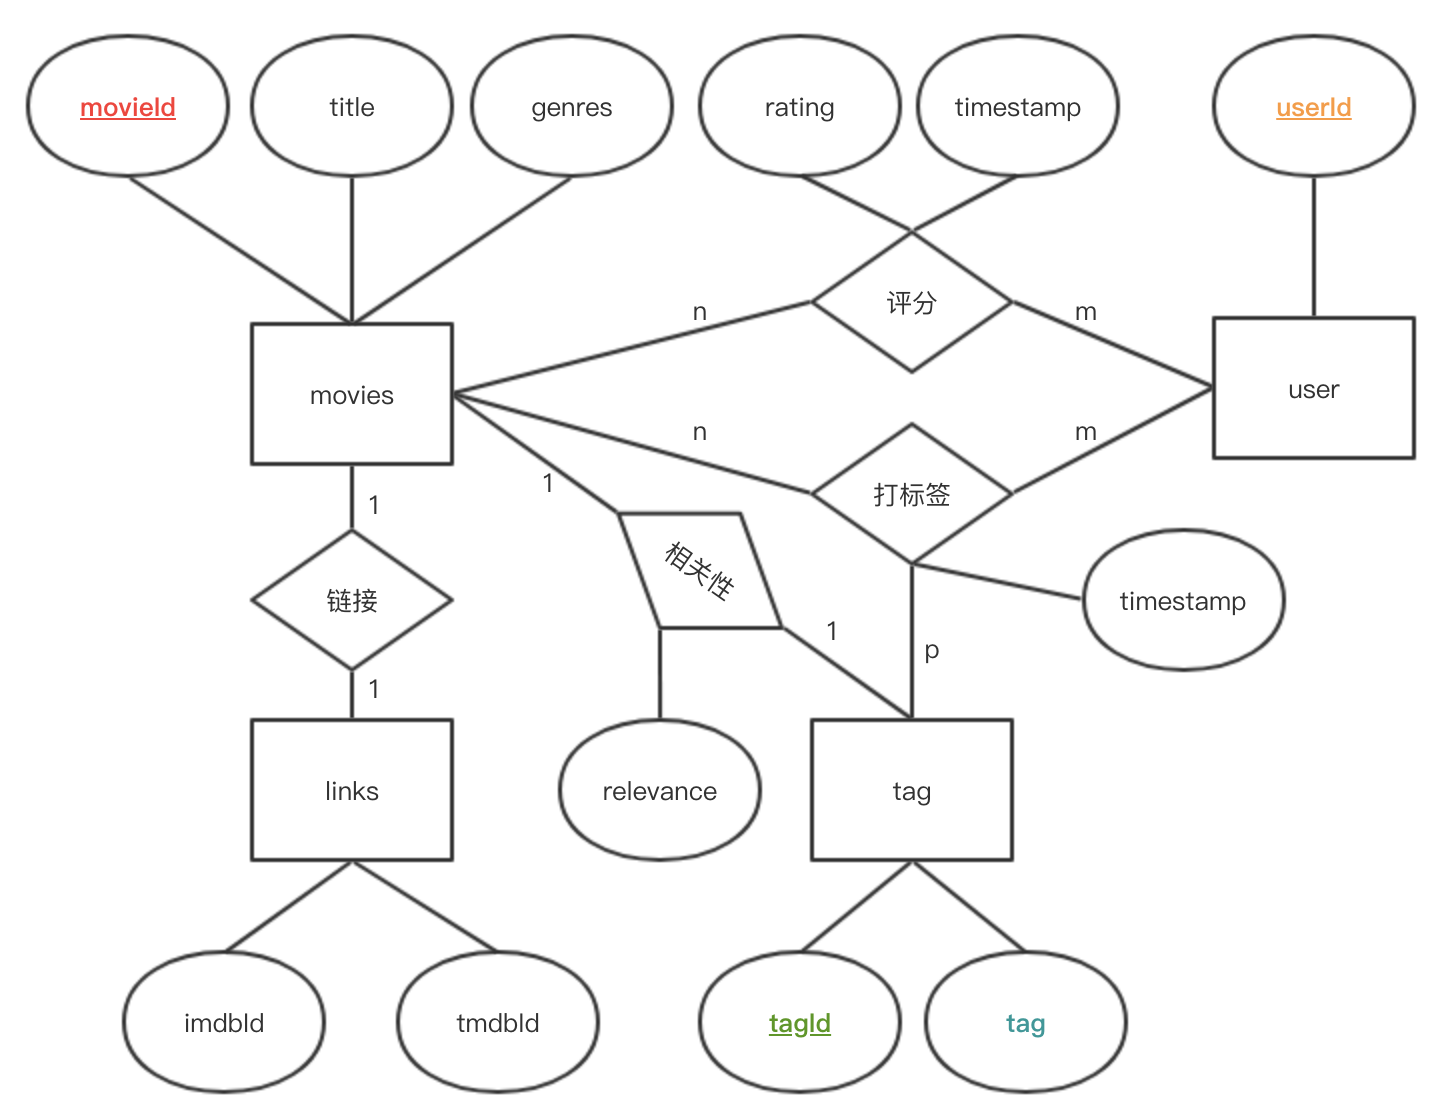 movieId
title
genres
rating
timestamp
userId
评分
n
m
movies
user
n
m
打标签
1
1
相关性
链接
timestamp
1
p
1
links
relevance
tag
imdbId
tmdbId
tagId
tag